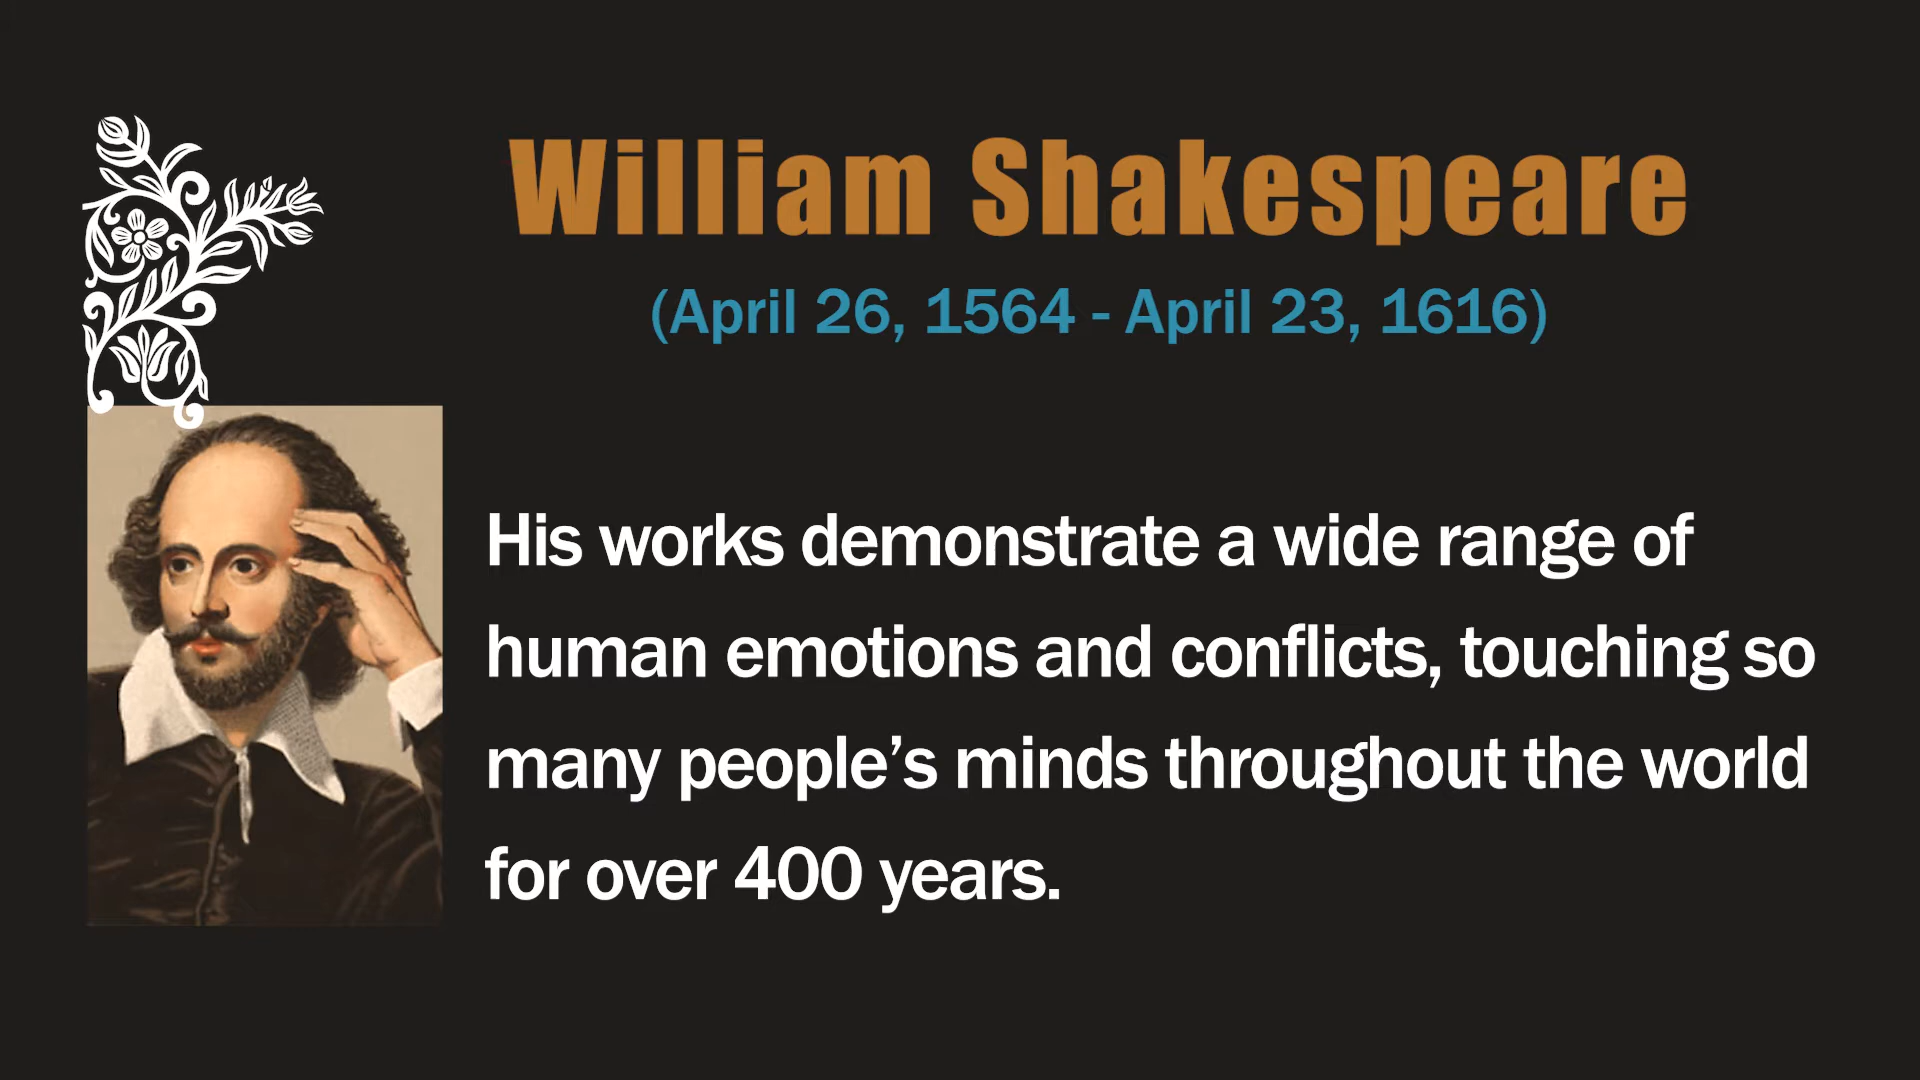 William Shakespeare
(April 26, 1564 - April 23, 1616)
His works demonstrate a wide range of
human emotions and conflicts, touching so
many people’s minds throughout the world
for over 400 years.